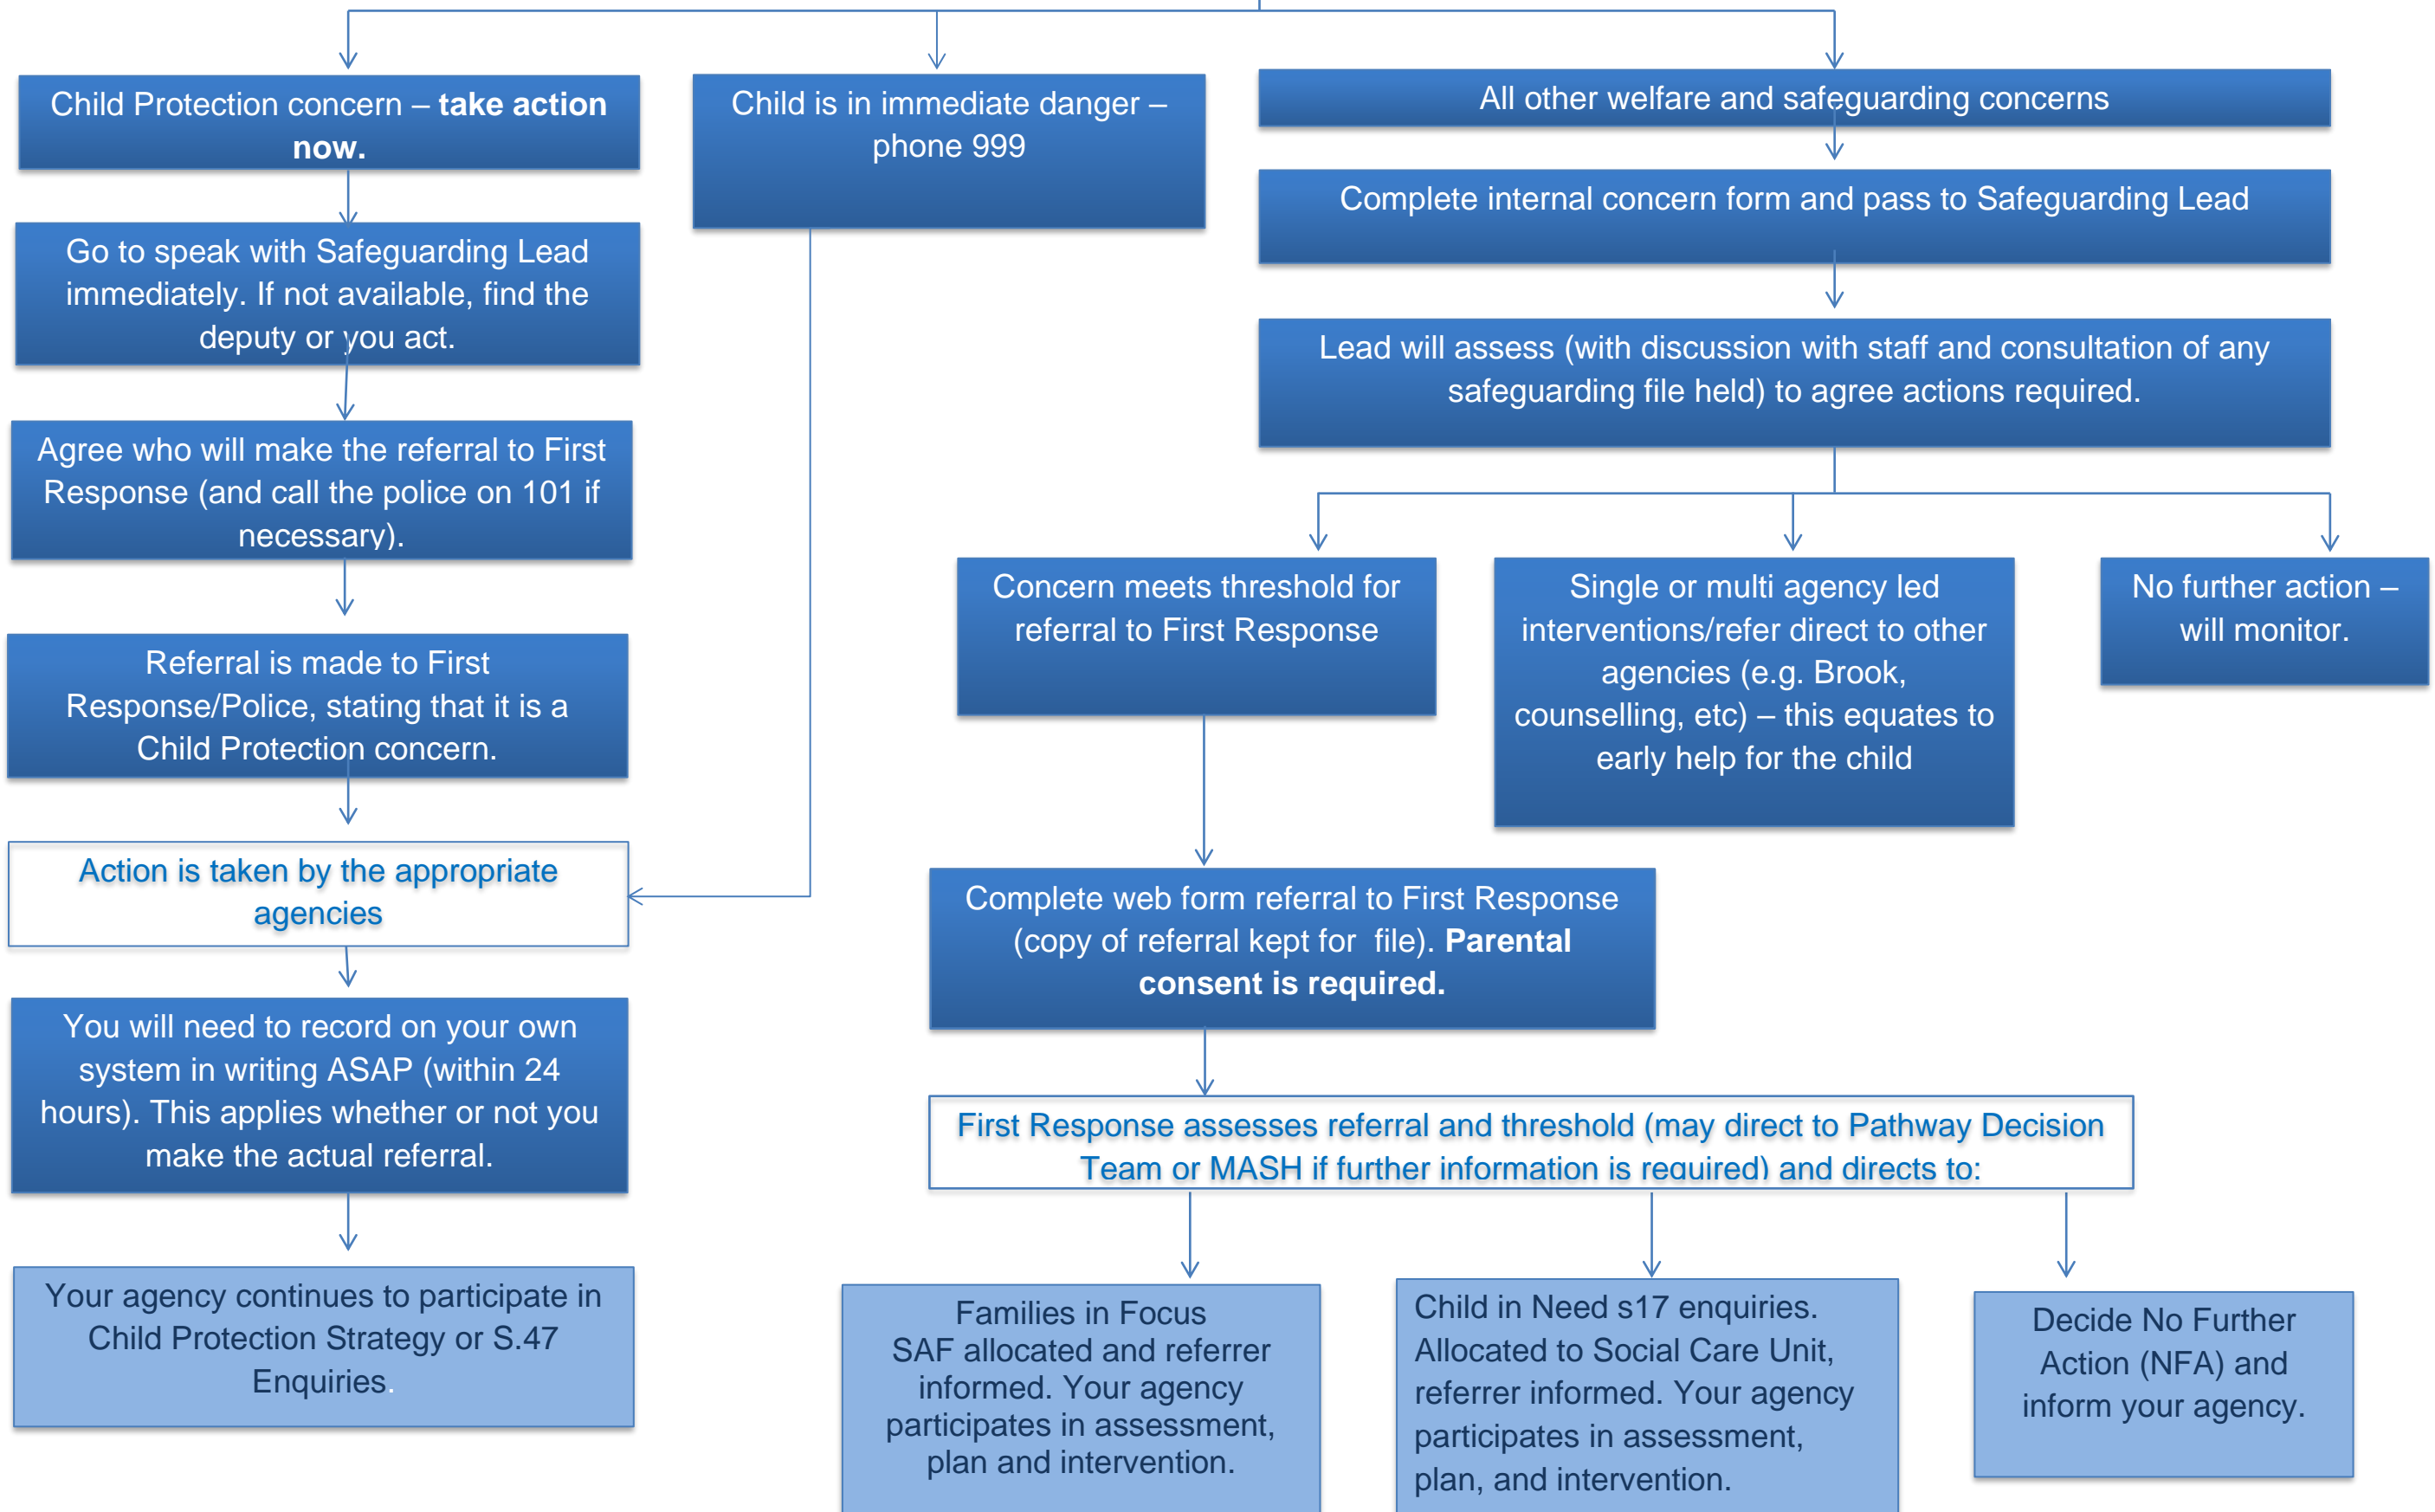 Child Protection concern – take action
now.
Child is in immediate danger –
phone 999
All other welfare and safeguarding concerns
Complete internal concern form and pass to Safeguarding Lead
Go to speak with Safeguarding Lead
immediately. If not available, find the
deputy or you act.
Lead will assess (with discussion with staff and consultation of any
safeguarding file held) to agree actions required.
Agree who will make the referral to First
Response (and call the police on 101 if
necessary).
Concern meets threshold for
referral to First Response
Single or multi agency led
interventions/refer direct to other
agencies (e.g. Brook,
counselling, etc) – this equates to
early help for the child
No further action –
will monitor.
Referral is made to First
Response/Police, stating that it is a
Child Protection concern.
Action is taken by the appropriate
agencies
Complete web form referral to First Response
(copy of referral kept for  file). Parental
consent is required.
You will need to record on your own
system in writing ASAP (within 24
hours). This applies whether or not you
make the actual referral.
First Response assesses referral and threshold (may direct to Pathway Decision
Team or MASH if further information is required) and directs to:
Your agency continues to participate in
Child Protection Strategy or S.47
Enquiries.
Families in Focus
SAF allocated and referrer
informed. Your agency
participates in assessment,
plan and intervention.
Child in Need s17 enquiries.
Allocated to Social Care Unit,
referrer informed. Your agency
participates in assessment,
plan, and intervention.
Decide No Further
Action (NFA) and
inform your agency.